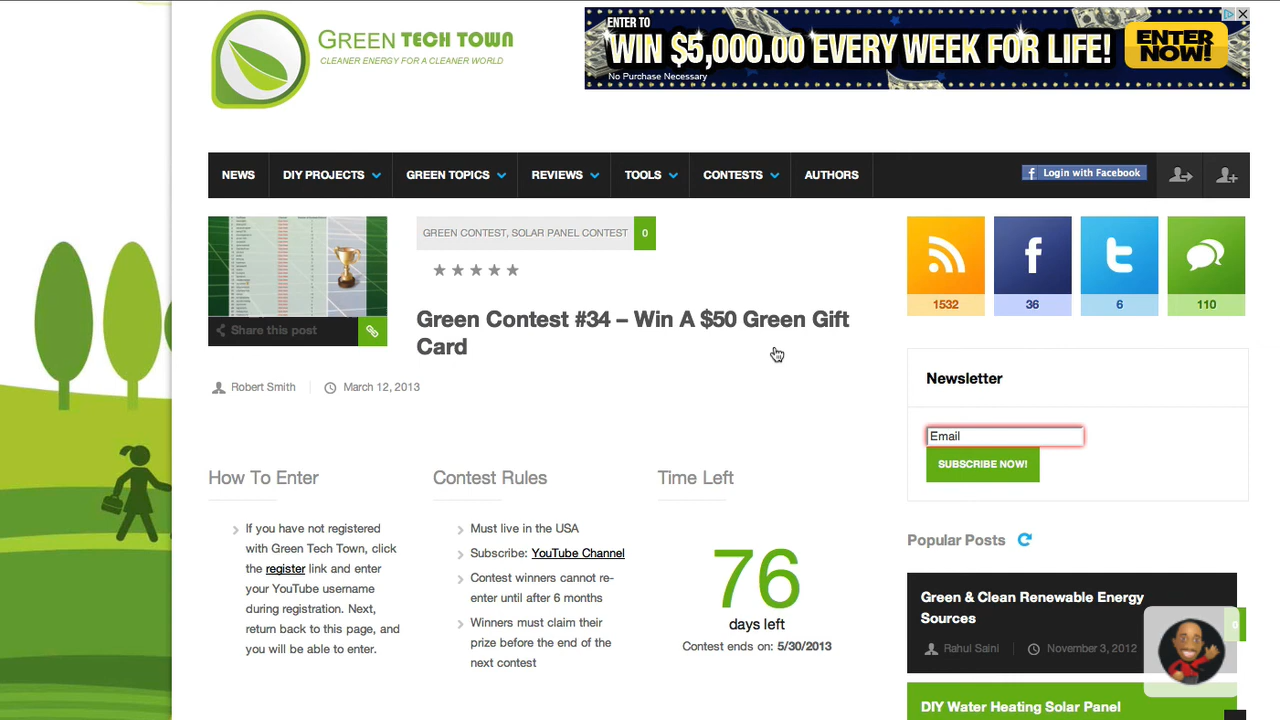 GREEN TECH TOWN
CLEANER ENERGY FOR A CLEANER WORLD
ENTER TO
WIN $5,000.00 EVERY WEEK FOR LIFE!
No Purchase Necessary
ENTER
NOW!
NEWS
DIY PROJECTS
GREEN TOPICS
REVIEWS
TOOLS
CONTESTS
AUTHORS
f Login with Facebook
Share this post
GREEN CONTEST, SOLAR PANEL CONTEST
0
Green Contest #34 – Win A $50 Green Gift
Card
Robert Smith
March 12, 2013
1532
36
6
110
Newsletter
Email
SUBSCRIBE NOW!
How To Enter
If you have not registered
with Green Tech Town, click
the register link and enter
your YouTube username
during registration. Next,
return back to this page, and
you will be able to enter.
Contest Rules
Must live in the USA
Subscribe: YouTube Channel
Contest winners cannot re-
enter until after 6 months
Winners must claim their
prize before the end of the
next contest
Time Left
76
days left
Contest ends on: 5/30/2013
Popular Posts
Green & Clean Renewable Energy
Sources
Rahul Saini
November 3, 2012
0
DIY Water Heating Solar Panel